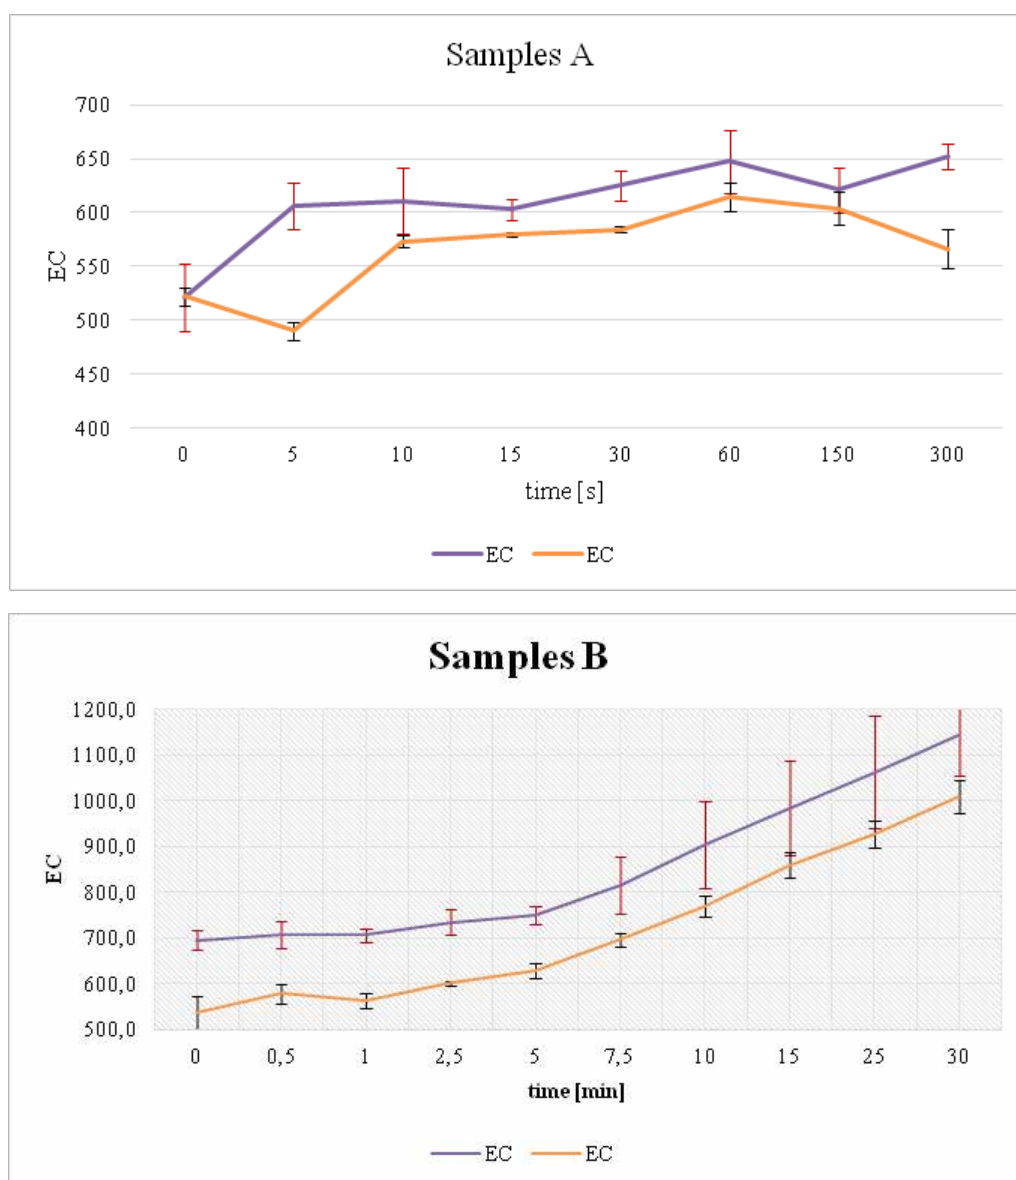 Samples A
700
650
600
550
500
450
400
EC
0 5 10 15 30 60 150 300
time [s]
EC EC
Samples B
1200,0
1100,0
1000,0
900,0
800,0
700,0
600,0
500,0
EC
0 0,5 1 2,5 5 7,5 10 15 25 30
time [min]
EC EC